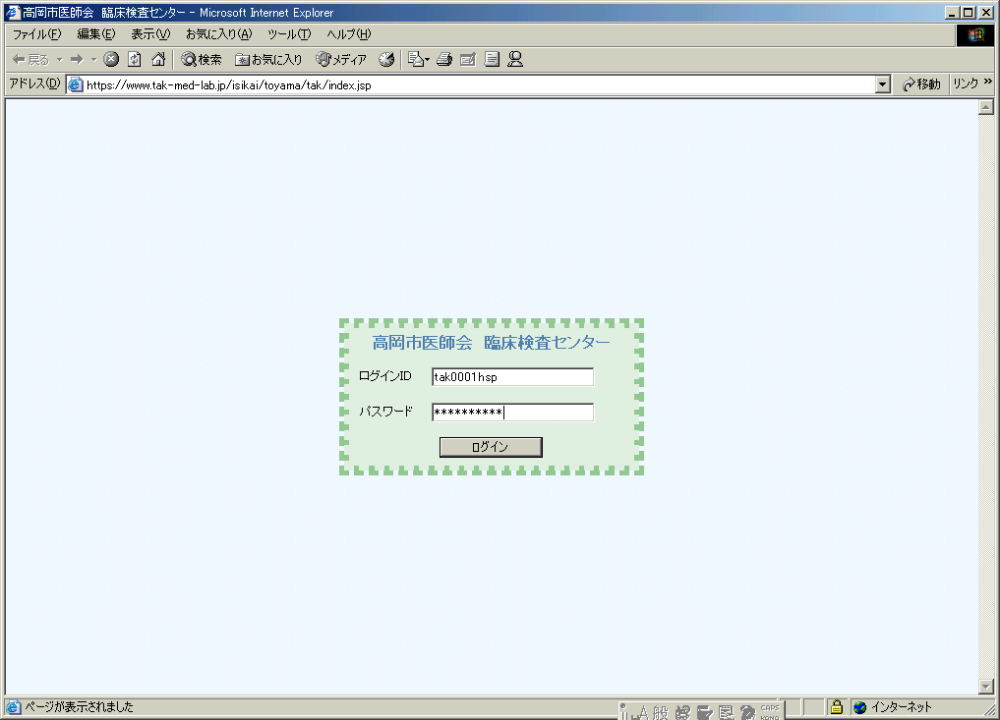 高岡市医師会　臨床検査センター - Microsoft Internet Explorer
ファイル(F) 編集(E) 表示(V) お気に入り(A) ツール(T) ヘルプ(H)
戻る 検索 お気に入り メディア
アドレス(D) https://www.tak-med-lab.jp/isikai/toyama/tak/index.jsp 移動 リンク »
高岡市医師会　臨床検査センター
ログインID tak0001hsp
パスワード **********
ログイン
ページが表示されました A 般 CAPS KANA インターネット